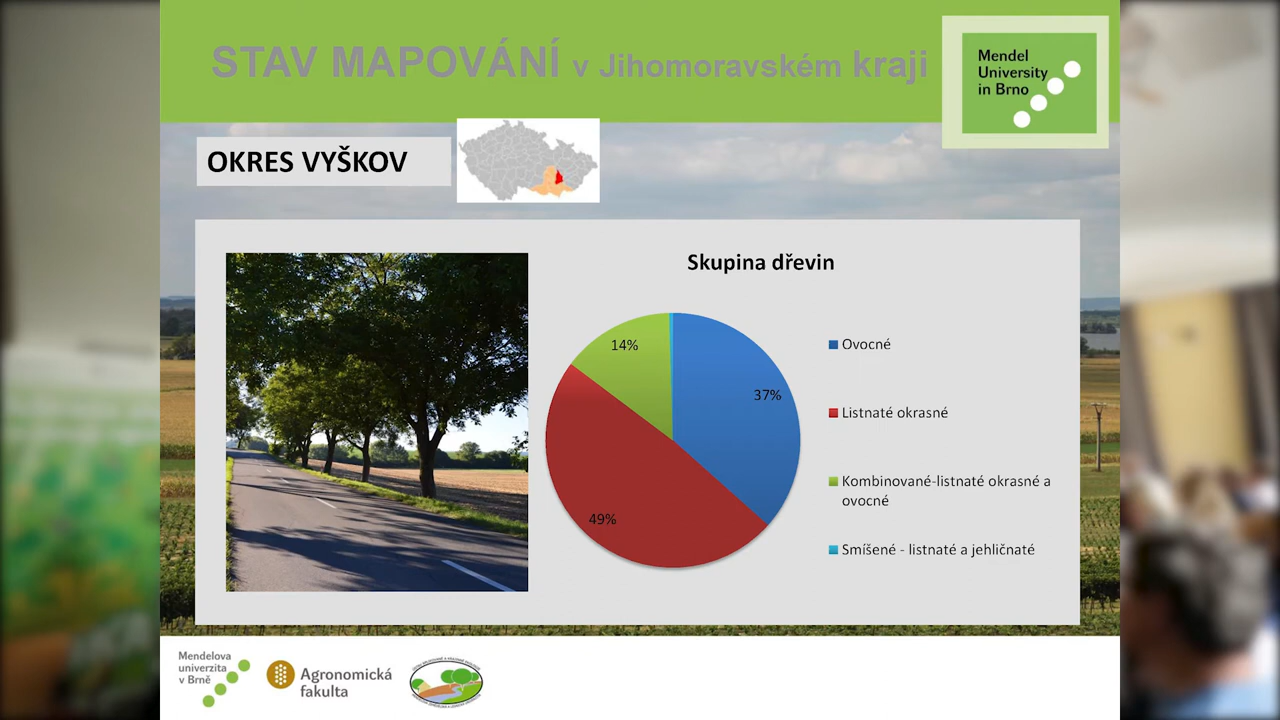 STAV MAPOVÁNÍ v Jihomoravském kraji
Mendel
University
in Brno
OKRES VYŠKOV
Skupina dřevin
14%
37%
49%
Ovocné
Listnaté okrasné
Kombinované-listnaté okrasné a
ovocné
Smíšené - listnaté a jehličnaté
Mendelova
univerzita
v Brně
Agronomická
fakulta